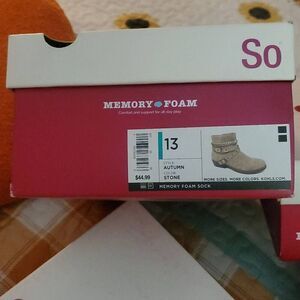 So
MEMORY FOAM
Comfort and support for all-day play
13
STYLE
AUTUMN
COLOR
STONE
$44.99
MORE SIZES. MORE COLORS. KOHLS.COM
MEMORY FOAM SOCK